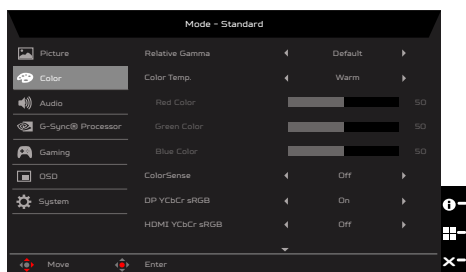 Mode - Standard
Picture
Relative Gamma
Default
Color
Color Temp.
Warm
Audio
Red Color
50
G-Sync® Processor
Green Color
50
Gaming
Blue Color
50
OSD
ColorSense
Off
System
DP YCbCr sRGB
On
HDMI YCbCr sRGB
Off
Move
Enter